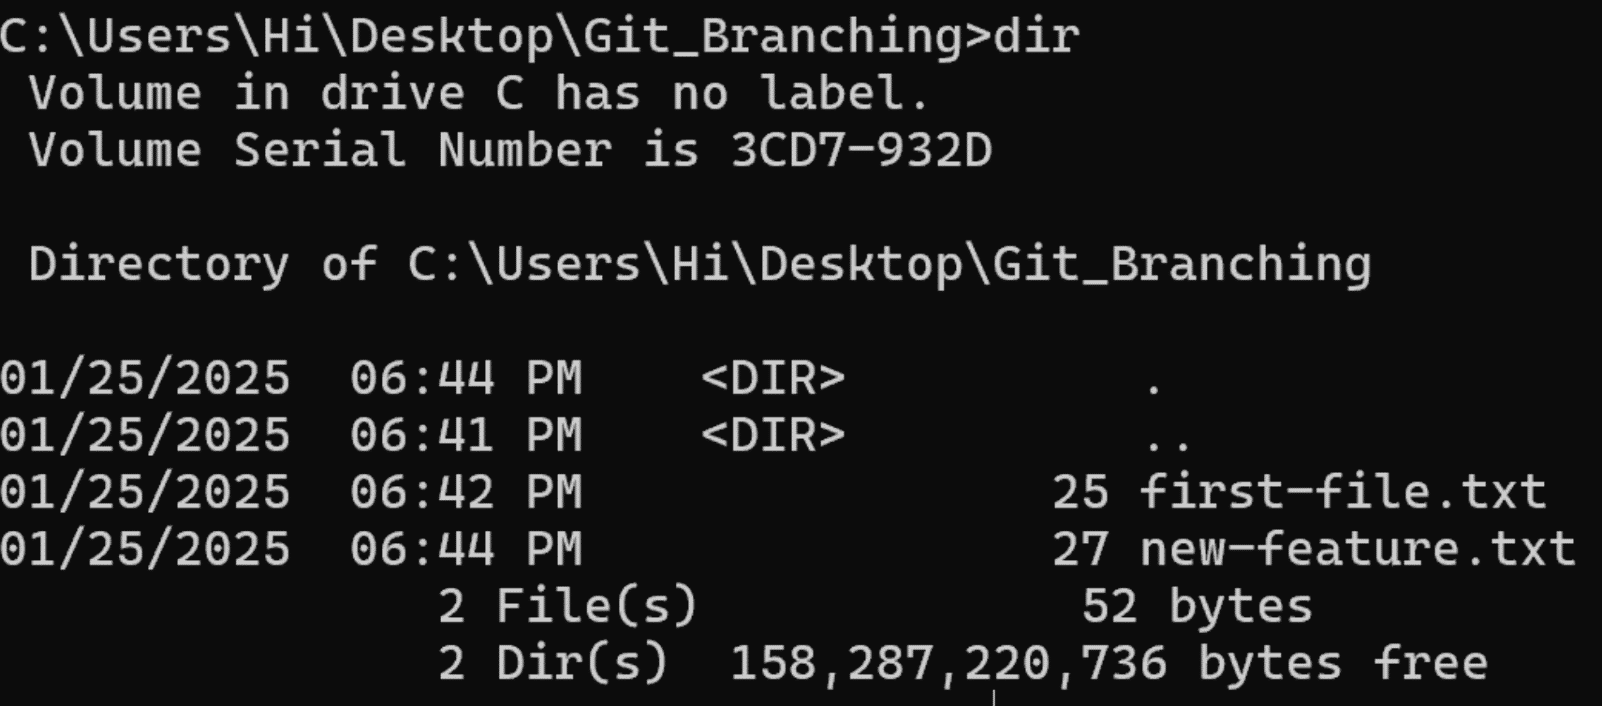 C:\Users\Hi\Desktop\Git_Branching>dir
 Volume in drive C has no label.
 Volume Serial Number is 3CD7-932D

 Directory of C:\Users\Hi\Desktop\Git_Branching

01/25/2025  06:44 PM    <DIR>          .
01/25/2025  06:41 PM    <DIR>          ..
01/25/2025  06:42 PM                25 first-file.txt
01/25/2025  06:44 PM                27 new-feature.txt
               2 File(s)             52 bytes
               2 Dir(s)  158,287,220,736 bytes free